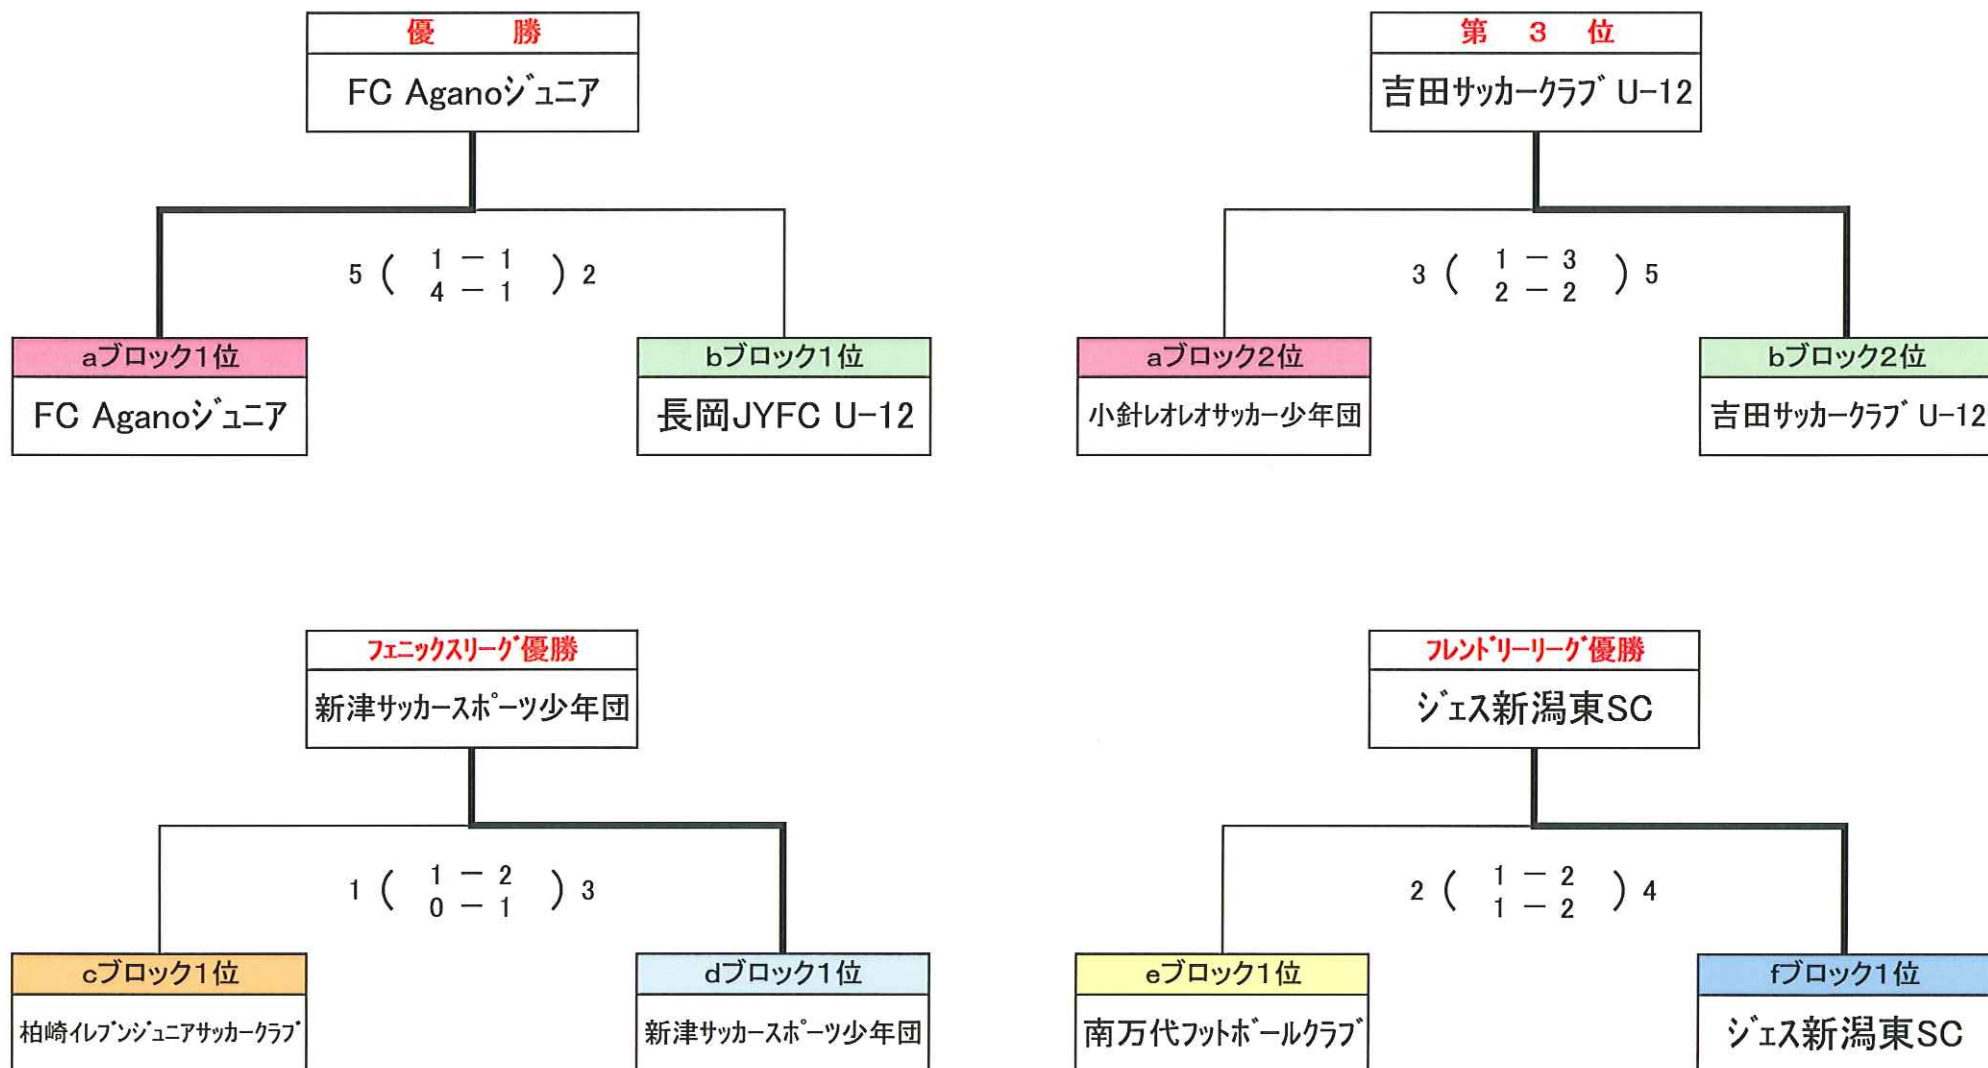 優 勝
FC Aganoジュニア
5 ( 1 － 1 ) 2
4 － 1
aブロック1位
FC Aganoジュニア
bブロック1位
長岡JYFC U-12
第 3 位
吉田サッカークラブ U-12
3 ( 1 － 3 ) 5
2 － 2
aブロック2位
小針レオレオサッカー少年団
bブロック2位
吉田サッカークラブ U-12
フェニックスリーグ優勝
新津サッカースポーツ少年団
1 ( 1 － 2 ) 3
0 － 1
cブロック1位
柏崎イレブンジュニアサッカークラブ
dブロック1位
新津サッカースポーツ少年団
フレンドリーリーグ優勝
ジェス新潟東SC
2 ( 1 － 2 ) 4
1 － 2
eブロック1位
南万代フットボールクラブ
fブロック1位
ジェス新潟東SC